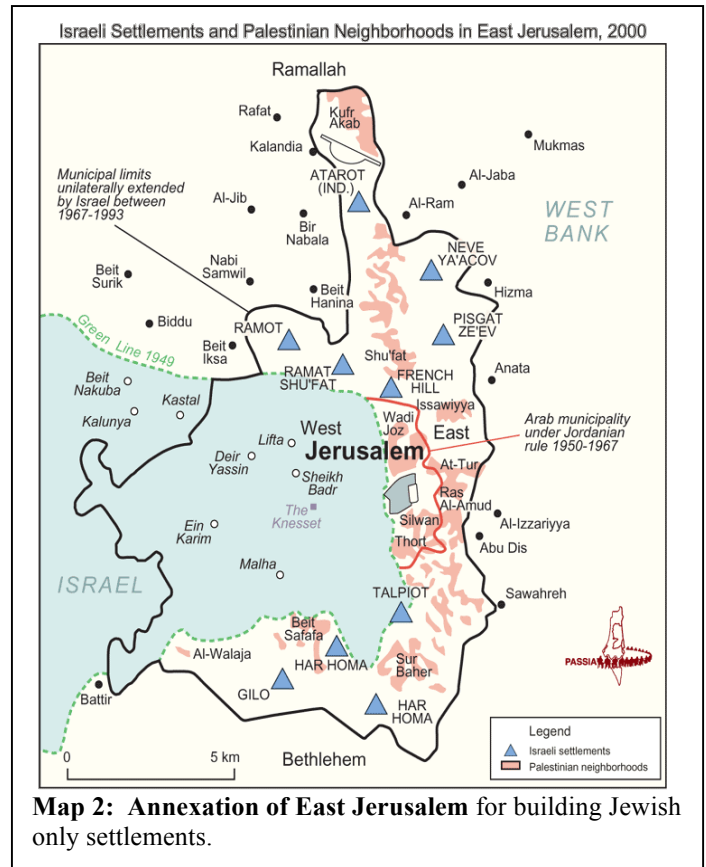 Israeli Settlements and Palestinian Neighborhoods in East Jerusalem, 2000
Ramallah
Rafat
Kufr
Akab
Kalandia
Mukmas
Municipal limits
unilaterally extended
by Israel between
1967-1993
ATAROT
(IND.)
Al-Jaba
Al-Jib
Bir
Nabala
Al-Ram
WEST
BANK
NEVE
YA'ACOV
Nabi
Samwil
Beit
Surik
Beit
Hanina
Hizma
Biddu
RAMOT
PISGAT
ZE'EV
Green Line 1949
Beit
Iksa
Shu'fat
RAMAT
SHU'FAT
FRENCH
HILL
Anata
Beit
Nakuba
Kastal
Kalunya
Issawiyya
Wadi
Joz
West
East
Jerusalem
Arab municipality
under Jordanian
rule 1950-1967
Lifta
Deir
Yassin
Sheikh
Badr
At-Tur
Ras
Al-Amud
The
Knesset
Silwan
Al-Izzariyya
Ein
Karim
Thort
Abu Dis
Malha
ISRAEL
TALPIOT
Sawahreh
Beit
Safafa
Al-Walaja
HAR HOMA
Sur
Baher
PASSIA
Battir
GILO
HAR
HOMA
0
5 km
Bethlehem
Legend
Israeli settlements
Palestinian neighborhoods
Map 2: Annexation of East Jerusalem for building Jewish
only settlements.